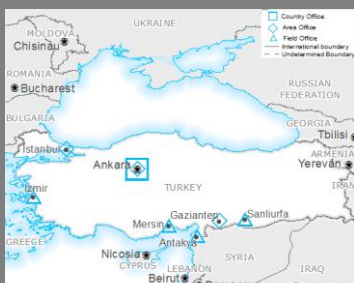 Country Office
Area Office
Field Office
International boundary
Undetermined Boundary
UKRAINE
MOLDOVA
Chisinau
ROMANIA
Bucharest
RUSSIAN
FEDERATION
BULGARIA
GEORGIA
Tbilisi
Istanbul
ARMENIA
Yerevan
Ankara
IRAN
TURKEY
Izmir
Gaziantep
Sanliurfa
Mersin
Antakya
GREECE
Nicosia
CYPRUS
SYRIA
LEBANON
IRAQ
Beirut